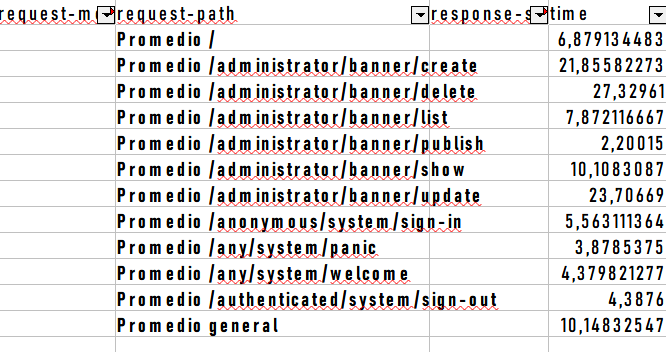 request-m request-path response-s time
Promedio / 6,879134483
Promedio /administrator/banner/create 21,85582273
Promedio /administrator/banner/delete 27,32961
Promedio /administrator/banner/list 7,872116667
Promedio /administrator/banner/publish 2,20015
Promedio /administrator/banner/show 10,1083087
Promedio /administrator/banner/update 23,70669
Promedio /anonymous/system/sign-in 5,563111364
Promedio /any/system/panic 3,8785375
Promedio /any/system/welcome 4,379821277
Promedio /authenticated/system/sign-out 4,3876
Promedio general 10,14832547